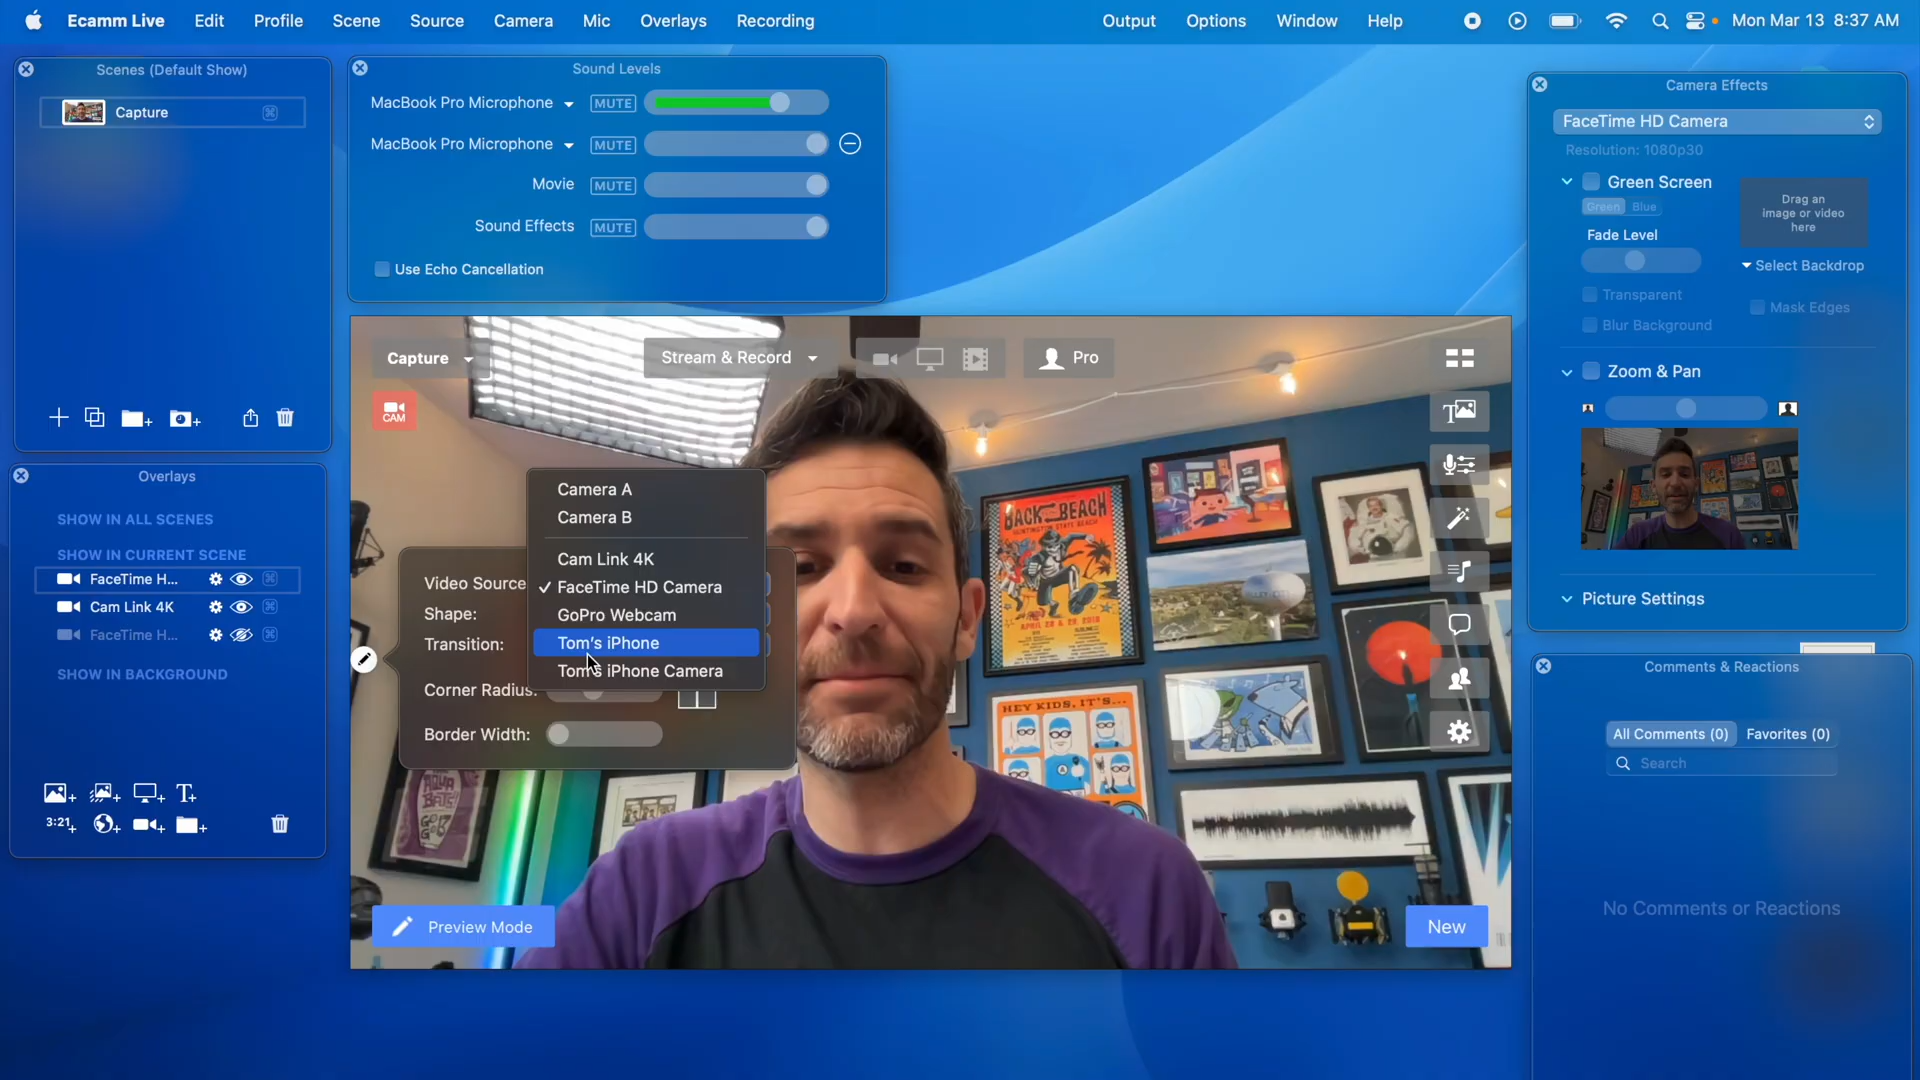 Ecamm Live Edit Profile Scene Source Camera Mic Overlays Recording Output Options Window Help Mon Mar 13 8:37 AM
Scenes (Default Show)
Capture
Sound Levels
MacBook Pro Microphone MUTE
MacBook Pro Microphone MUTE
Movie MUTE
Sound Effects MUTE
Use Echo Cancellation
Camera Effects
FaceTime HD Camera
Resolution: 1080p30
Green Screen
Green Blue
Drag an
image or video
here
Fade Level
Select Backdrop
Transparent
Mask Edges
Blur Background
Zoom & Pan
Picture Settings
Overlays
SHOW IN ALL SCENES
SHOW IN CURRENT SCENE
FaceTime H...
Cam Link 4K
FaceTime H...
SHOW IN BACKGROUND
3:21+
T+
Capture
Stream & Record
Pro
CAM
Camera A
Camera B
Cam Link 4K
FaceTime HD Camera
GoPro Webcam
Tom's iPhone
Tom's iPhone Camera
Video Source
Shape:
Transition:
Corner Radius:
Border Width:
BACK to the BEACH
HUNTINGTON STATE BEACH
HEY KIDS, IT'S...
Preview Mode
New
Comments & Reactions
All Comments (0) Favorites (0)
Search
No Comments or Reactions